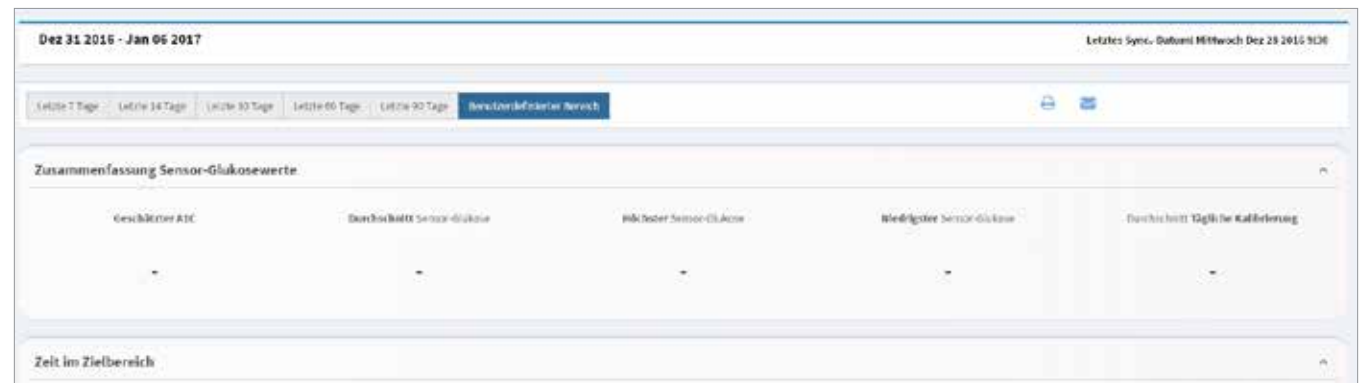 Dez 31 2016 - Jan 06 2017
Letztes Sync. Datum: Mittwoch Dez 28 2016 9:30
Letzte 7 Tage Letzte 14 Tage Letzte 30 Tage Letzte 60 Tage Letzte 90 Tage Benutzerdefinierter Bereich
Zusammenfassung Sensor-Glukosewerte
Geschätzter A1C Durchschnitt Sensor-Glukose Höchster Sensor-Glukose Niedrigster Sensor-Glukose Durchschnitt Tägliche Kalibrierung
- - - - -
Zeit im Zielbereich